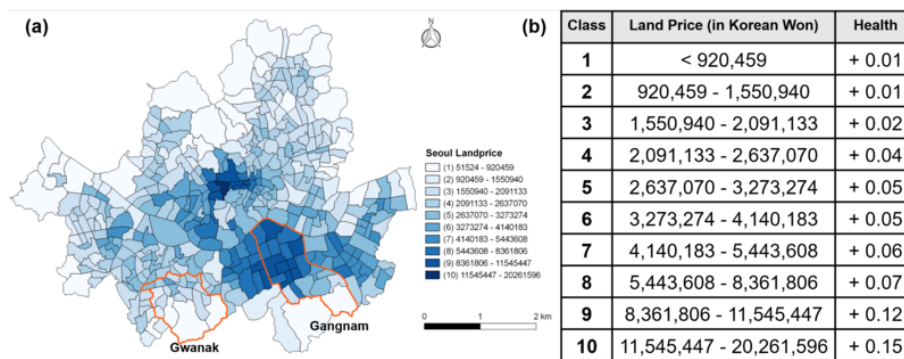 (a)
N
Seoul Landprice
(1) 51524 - 920459
(2) 920459 - 1550940
(3) 1550940 - 2091133
(4) 2091133 - 2637070
(5) 2637070 - 3273274
(6) 3273274 - 4140183
(7) 4140183 - 5443608
(8) 5443608 - 8361806
(9) 8361806 - 11545447
(10) 11545447 - 20261596
Gwanak
Gangnam
0 1 2 km
(b)
Class Land Price (in Korean Won) Health
1 < 920,459 + 0.01
2 920,459 - 1,550,940 + 0.01
3 1,550,940 - 2,091,133 + 0.02
4 2,091,133 - 2,637,070 + 0.04
5 2,637,070 - 3,273,274 + 0.05
6 3,273,274 - 4,140,183 + 0.05
7 4,140,183 - 5,443,608 + 0.06
8 5,443,608 - 8,361,806 + 0.07
9 8,361,806 - 11,545,447 + 0.12
10 11,545,447 - 20,261,596 + 0.15